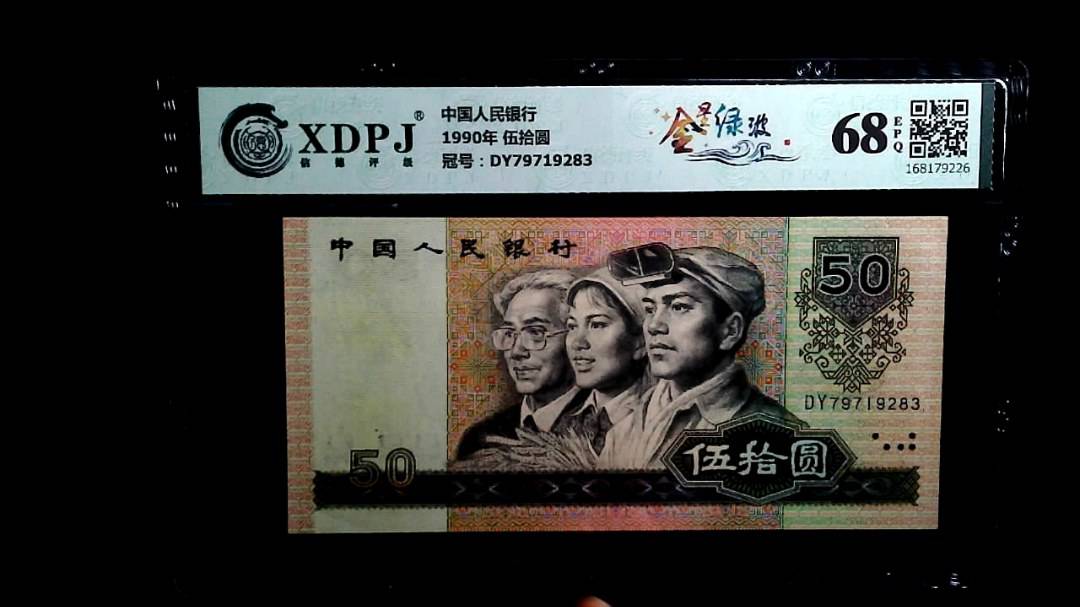 XDPJ®
信德评级
中国人民银行
1990年 伍拾圆
冠号：DY79719283
金星绿波
68
EPQ
168179226
中国人民银行
50
DY79719283
50
伍拾圆